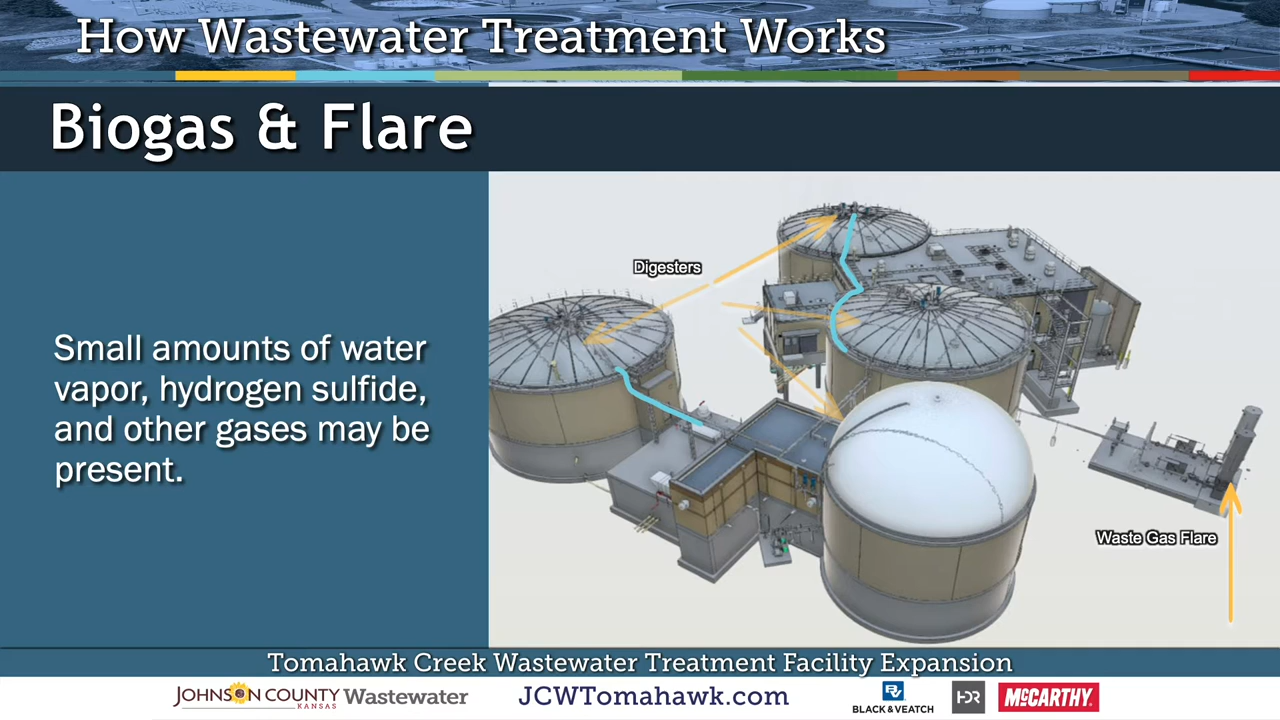 How Wastewater Treatment Works
Biogas & Flare
Small amounts of water
vapor, hydrogen sulfide,
and other gases may be
present.
Digesters
Waste Gas Flare
Tomahawk Creek Wastewater Treatment Facility Expansion
JOHNSON COUNTY
KANSAS
Wastewater
JCWTomahawk.com
BV
BLACK & VEATCH
HDR
McCARTHY